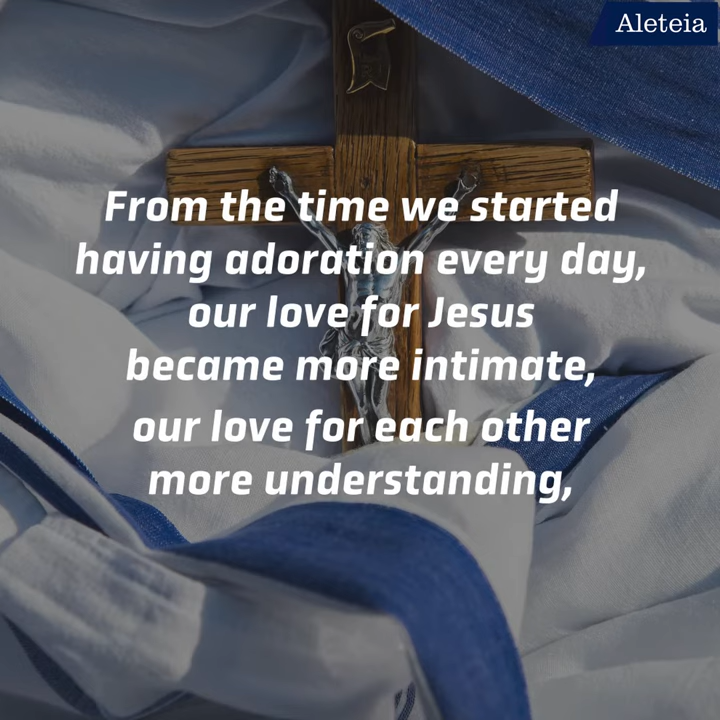 Aleteia
From the time we started
having adoration every day,
our love for Jesus
became more intimate,
our love for each other
more understanding,